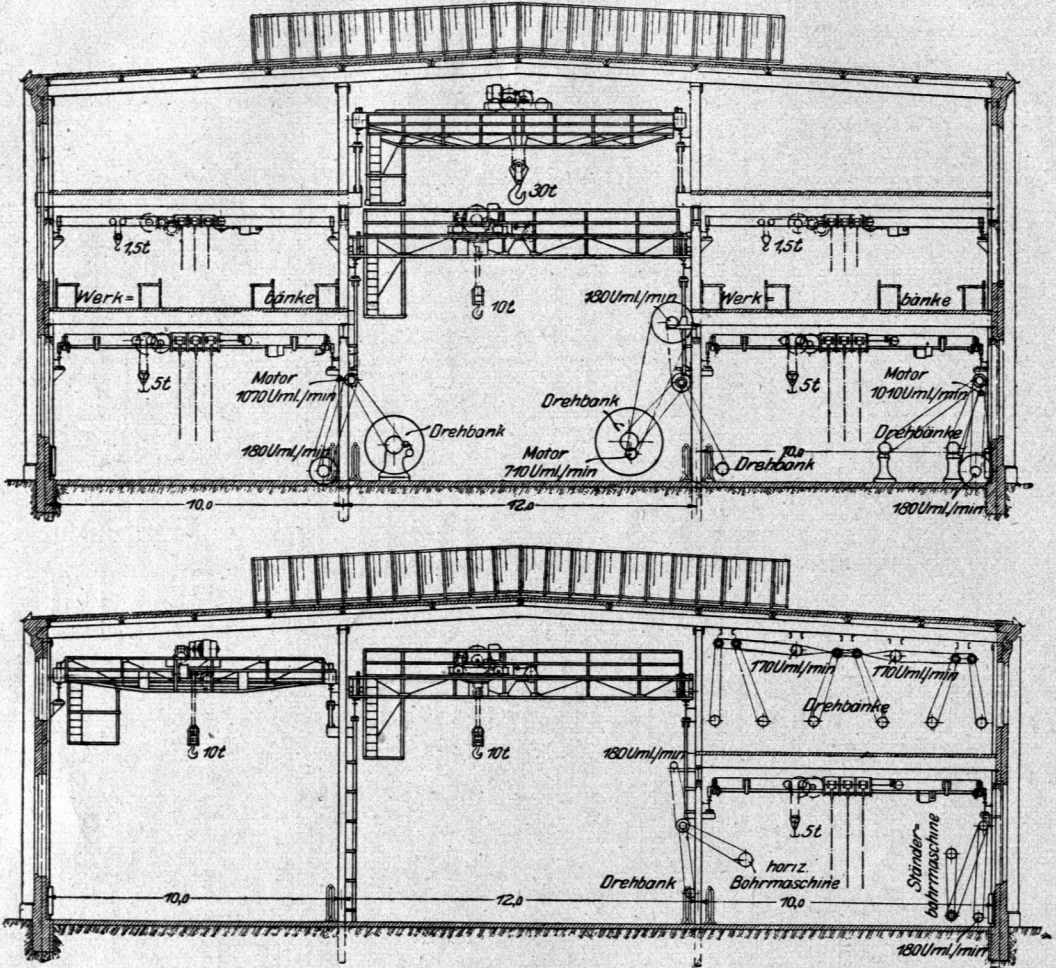 30t
1,5t
1,5t
10t
180Uml/min
Werk=
bänke
Werk=
bänke
5t
5t
Motor
1070Uml./min
Motor
1010Uml/min
Drehbank
Drehbank
Drehbänke
180Uml/min
Motor
710Uml/min
10,0
Drehbank
180Uml./min
10,0
12,0
170Uml/min
170Uml/min
Drehbänke
10t
10t
180Uml/min
5t
Ständer=
bohrmaschine
horiz.
Bohrmaschine
Drehbank
10,0
12,0
10,0
180Uml/min